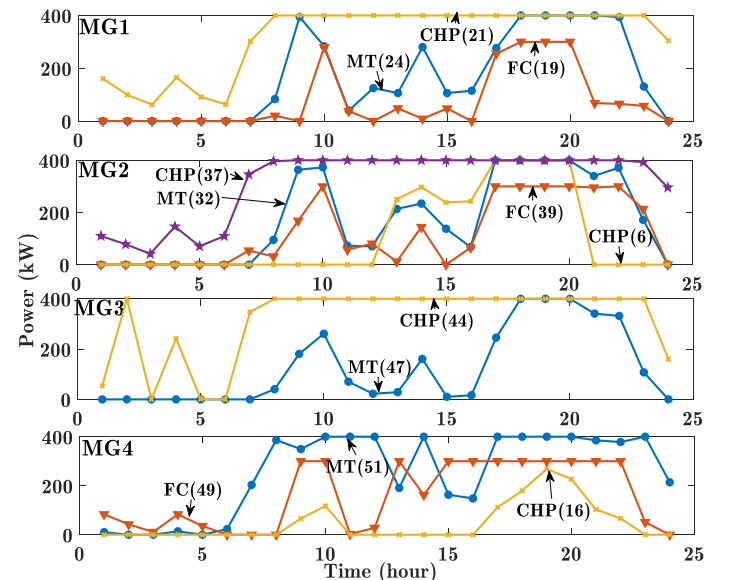 400
MG1
CHP(21)
MT(24)
FC(19)
200
0
0
5
10
15
20
25
400
MG2
CHP(37)
MT(32)
FC(39)
CHP(6)
200
0
0
5
10
15
20
25
Power (kW)
400
MG3
CHP(44)
MT(47)
200
0
0
5
10
15
20
25
400
MG4
MT(51)
FC(49)
CHP(16)
200
0
0
5
10
15
20
25
Time (hour)